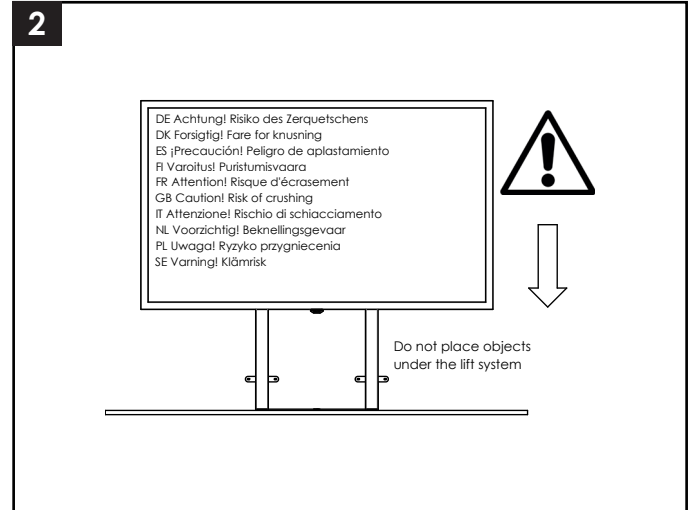 2
DE Achtung! Risiko des Zerquetschens
DK Forsigtig! Fare for knusning
ES ¡Precaución! Peligro de aplastamiento
FI Varoitus! Puristumisvaara
FR Attention! Risque d'écrasement
GB Caution! Risk of crushing
IT Attenzione! Rischio di schiacciamento
NL Voorzichtig! Beknellingsgevaar
PL Uwaga! Ryzyko przygniecenia
SE Varning! Klämrisk
Do not place objects
under the lift system